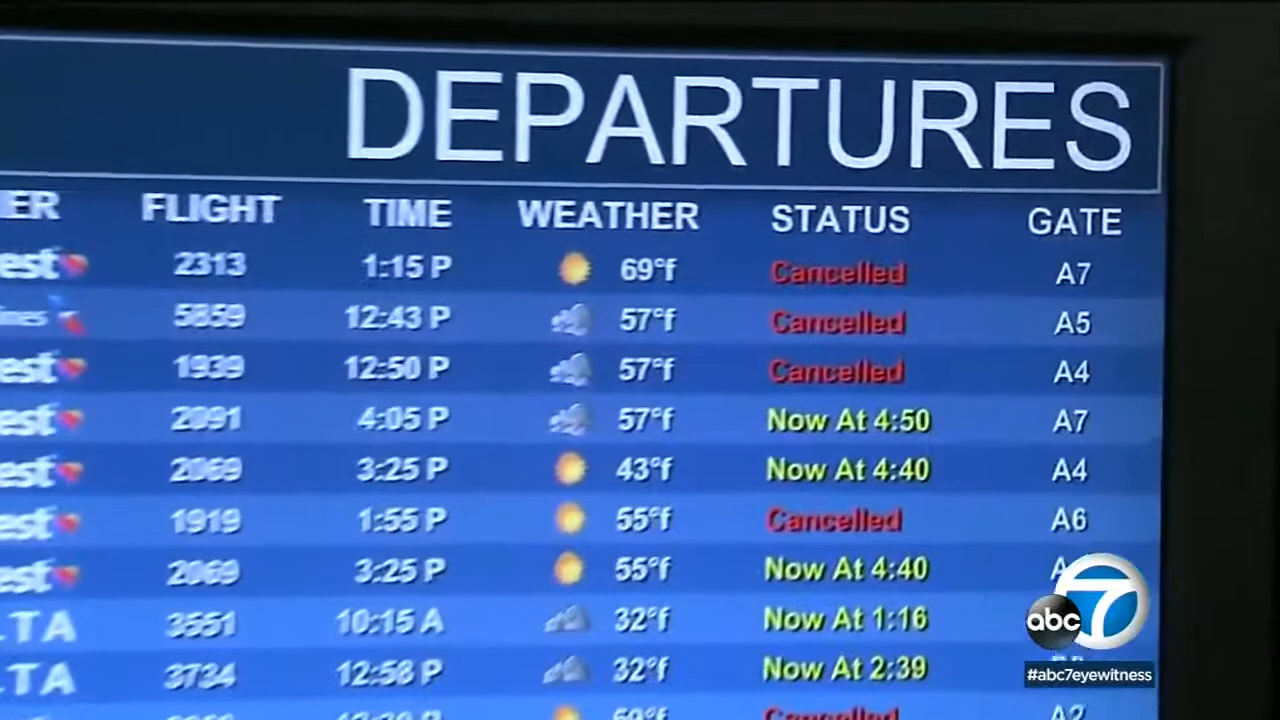 DEPARTURES
FLIGHT TIME WEATHER STATUS GATE
2313 1:15 P 69°f Cancelled A7
5859 12:43 P 57°f Cancelled A5
1939 12:50 P 57°f Cancelled A4
2091 4:05 P 57°f Now At 4:50 A7
2069 3:25 P 43°f Now At 4:40 A4
1919 1:55 P 55°f Cancelled A6
2069 3:25 P 55°f Now At 4:40
3551 10:15 A 32°f Now At 1:16
3734 12:58 P 32°f Now At 2:39
Cancelled A2
abc 7
#abc7eyewitness